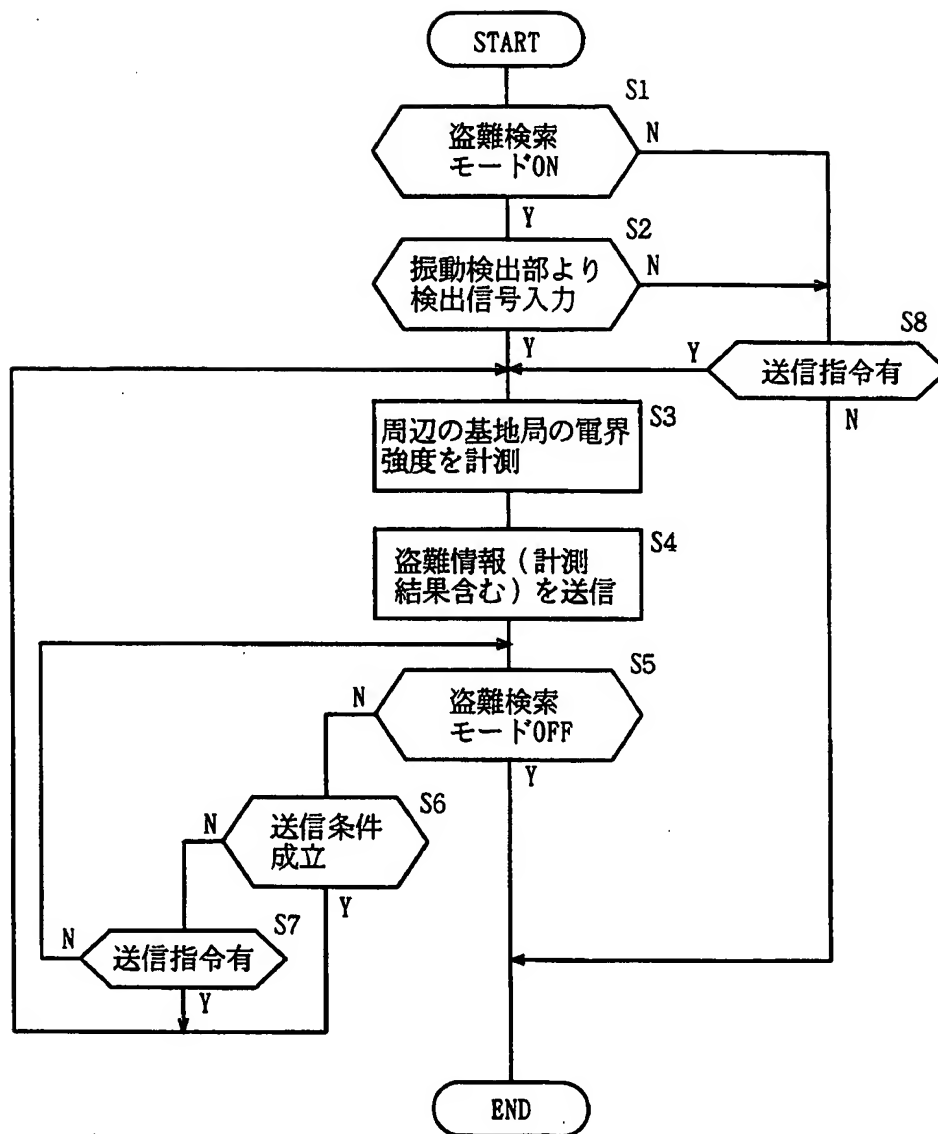 START
S1
盗難検索
モードON
N
Y
S2
振動検出部より
検出信号入力
N
Y
S8
送信指令有
Y
N
S3
周辺の基地局の電界
強度を計測
S4
盗難情報(計測
結果含む)を送信
S5
盗難検索
モードOFF
N
Y
S6
送信条件
成立
N
Y
S7
送信指令有
N
Y
END